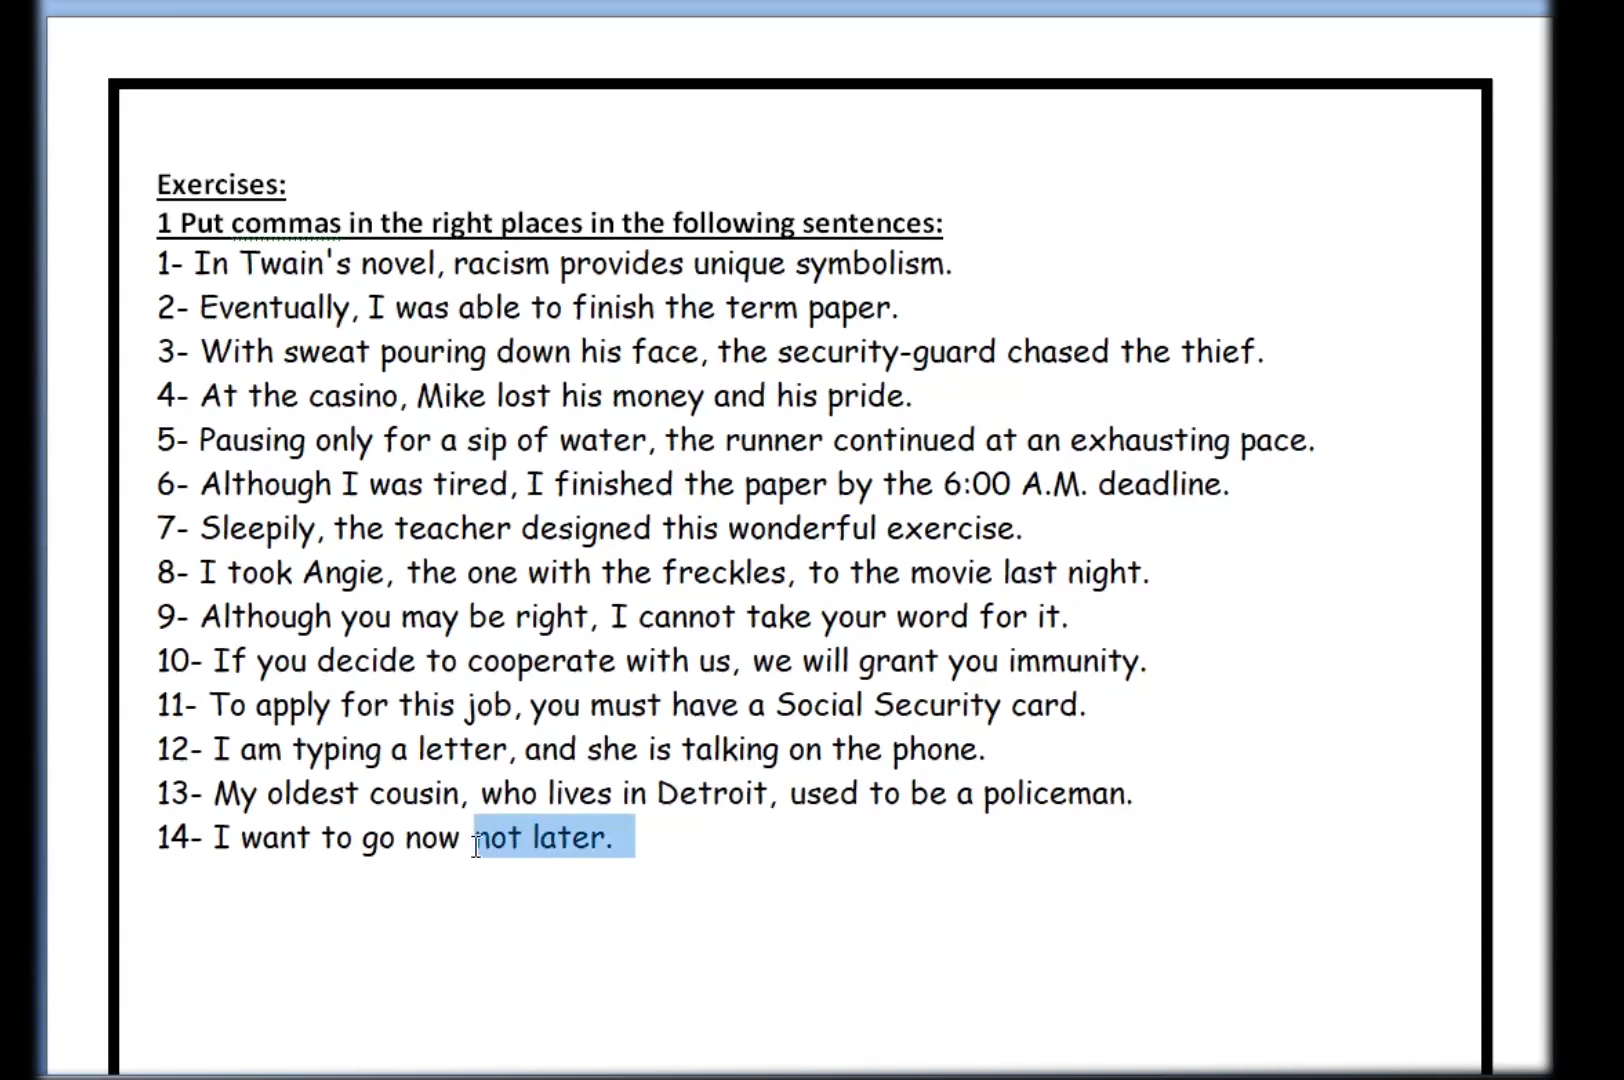 Exercises:
1 Put commas in the right places in the following sentences:
1- In Twain's novel, racism provides unique symbolism.
2- Eventually, I was able to finish the term paper.
3- With sweat pouring down his face, the security-guard chased the thief.
4- At the casino, Mike lost his money and his pride.
5- Pausing only for a sip of water, the runner continued at an exhausting pace.
6- Although I was tired, I finished the paper by the 6:00 A.M. deadline.
7- Sleepily, the teacher designed this wonderful exercise.
8- I took Angie, the one with the freckles, to the movie last night.
9- Although you may be right, I cannot take your word for it.
10- If you decide to cooperate with us, we will grant you immunity.
11- To apply for this job, you must have a Social Security card.
12- I am typing a letter, and she is talking on the phone.
13- My oldest cousin, who lives in Detroit, used to be a policeman.
14- I want to go now not later.